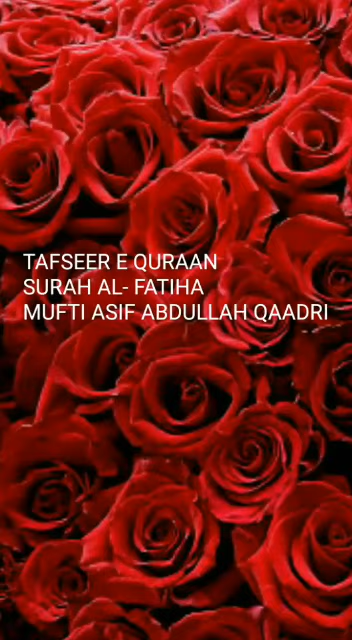 TAFSEER E QURAAN
SURAH AL- FATIHA
MUFTI ASIF ABDULLAH QAADRI